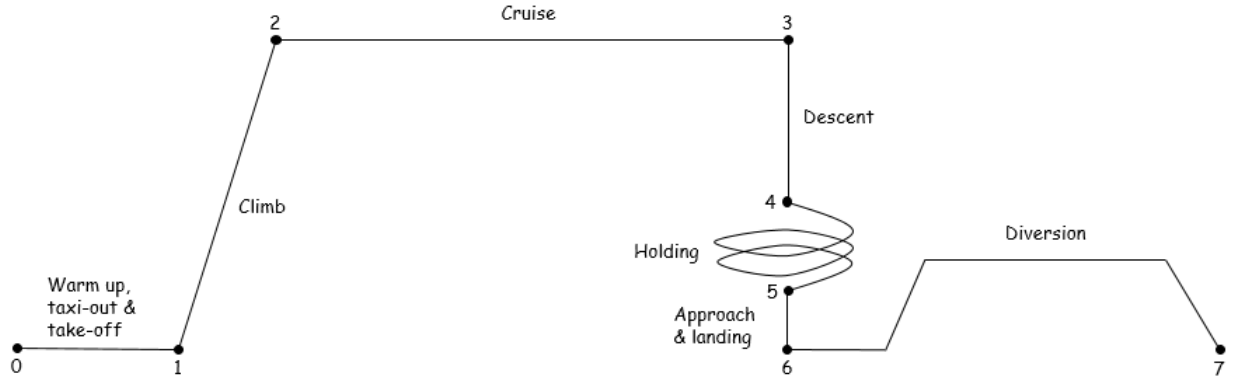 Cruise
2
3
Descent
Climb
4
Holding
Diversion
Warm up,
taxi-out &
take-off
5
Approach
& landing
0
1
6
7